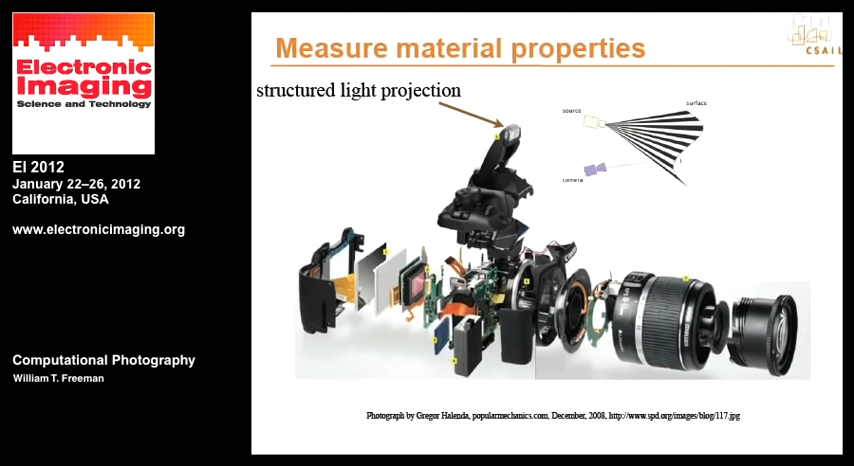 Electronic
Imaging
Science and Technology
EI 2012
January 22–26, 2012
California, USA
www.electronicimaging.org
Computational Photography
William T. Freeman
Measure material properties
CSAIL
structured light projection
source
surface
camera
Photograph by Gregor Halenda, popularmechanics.com, December, 2008, http://www.spd.org/images/blog/117.jpg